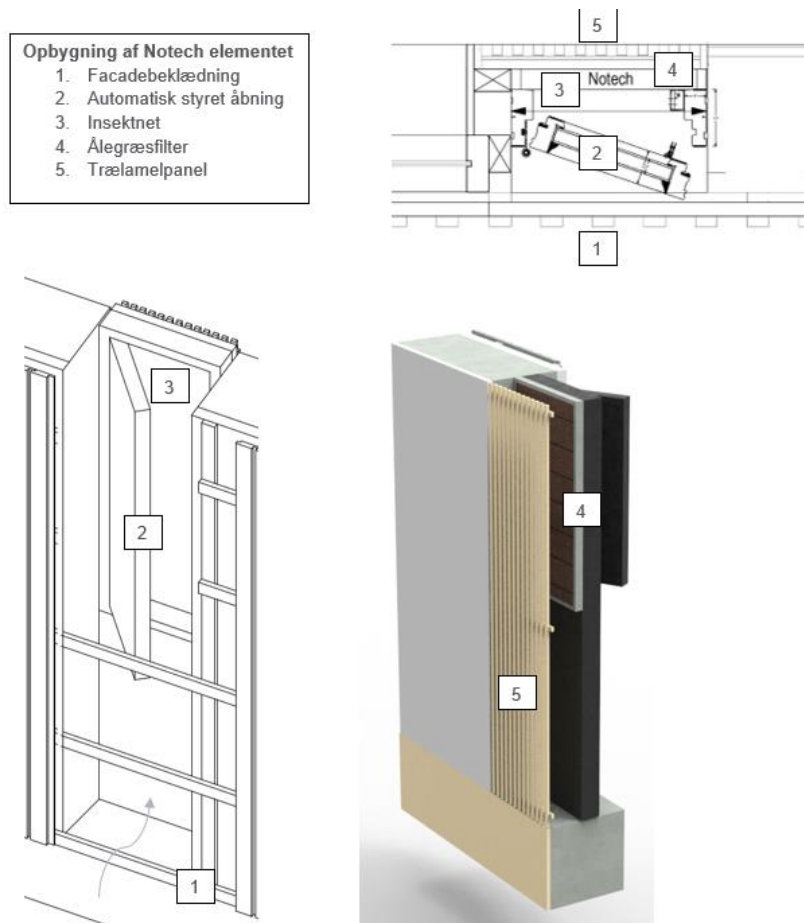 Opbygning af Notech elementet
1. Facadebeklædning
2. Automatisk styret åbning
3. Insektnet
4. Ålegræsfilter
5. Trælamelpanel
5
4
Notech
3
2
1
3
2
1
4
5